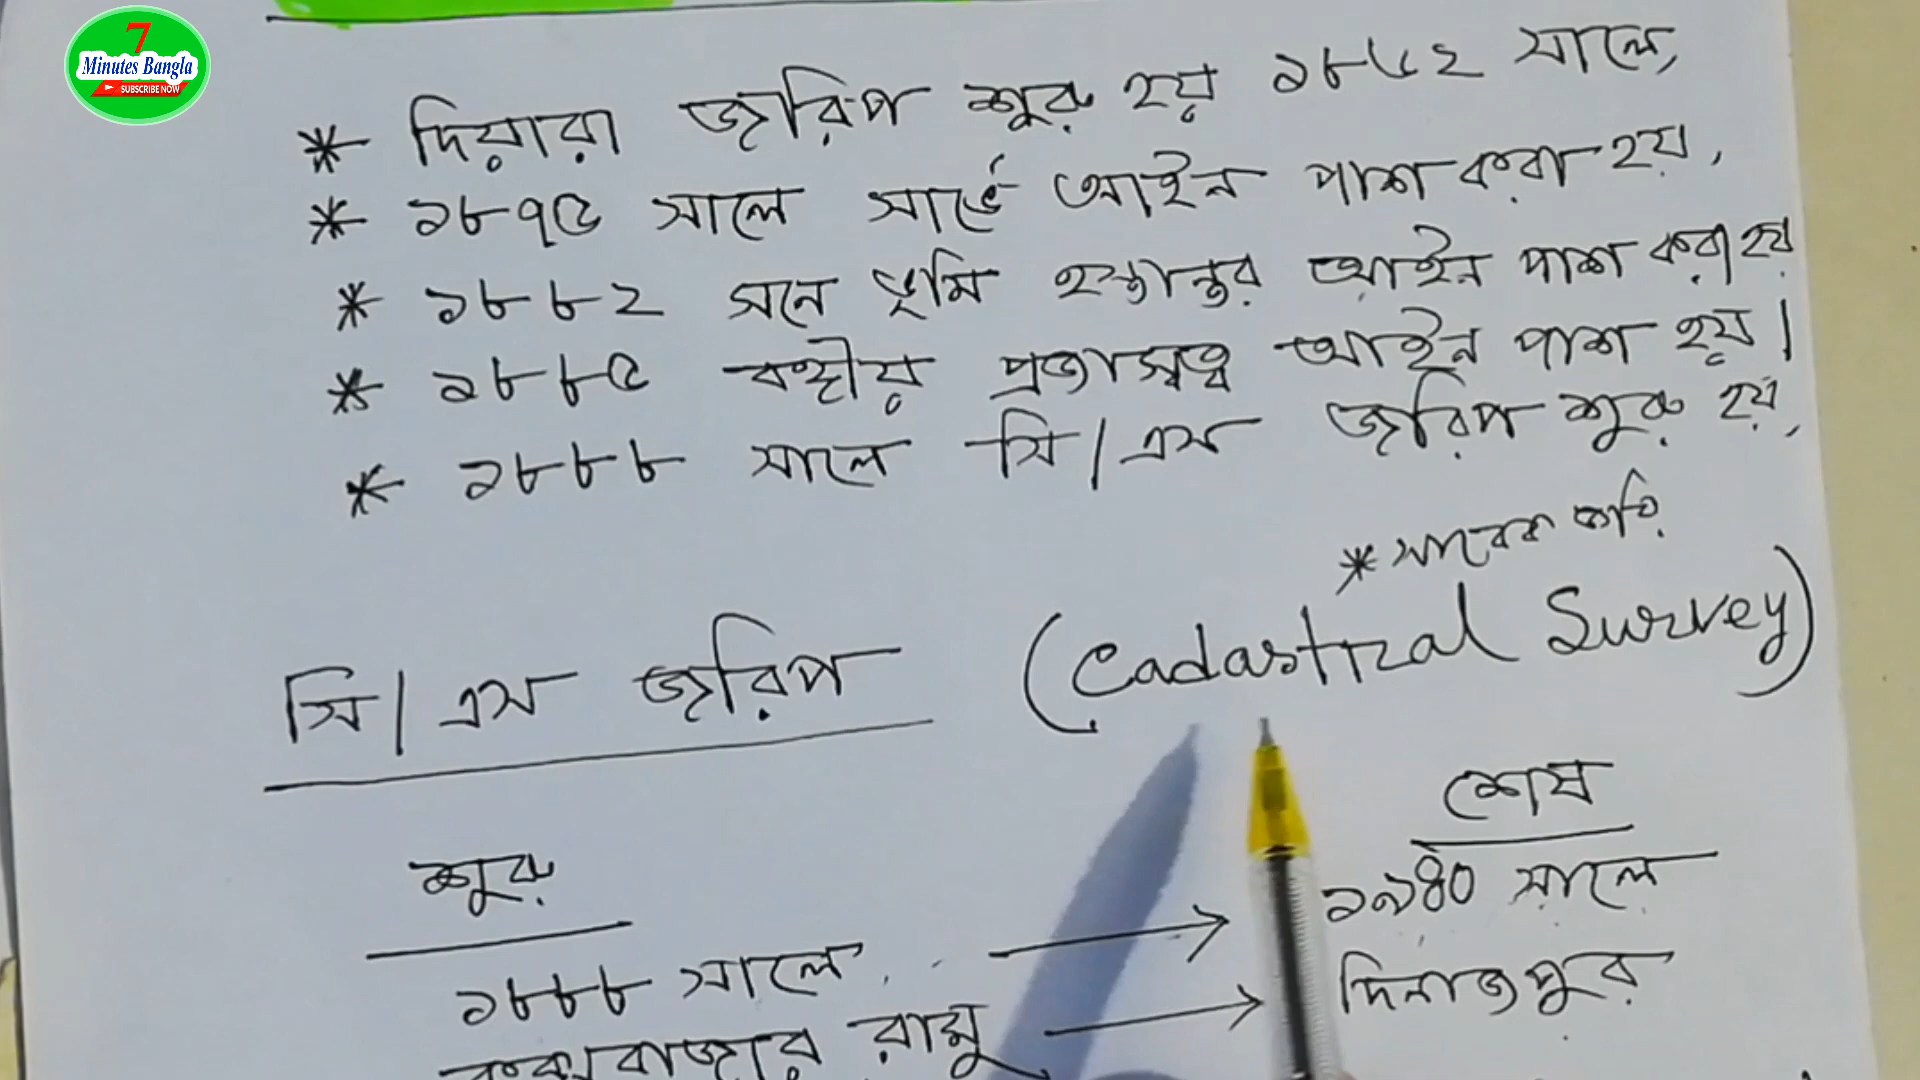 7
Minutes Bangla
SUBSCRIBE NOW
* দিয়ারা জরিপ শুরু হয় ১৮৬২ সালে,
* ১৮৭৫ সালে সার্ভে আইন পাশ করা হয়,
* ১৮৮২ সনে ভূমি হস্তান্তর আইন পাশ করা হয়
* ১৮৮৫ বঙ্গীয় প্রজাস্বত্ব আইন পাশ হয়।
* ১৮৮৮ সালে সি/এস জরিপ শুরু হয়,
* সাবেক
সি/এস জরিপ (Cadastral Survey)
শুরু
শেষ
১৮৮৮ সালে → ১৯৪০ সালে
কক্সবাজার রামু → দিনাজপুর